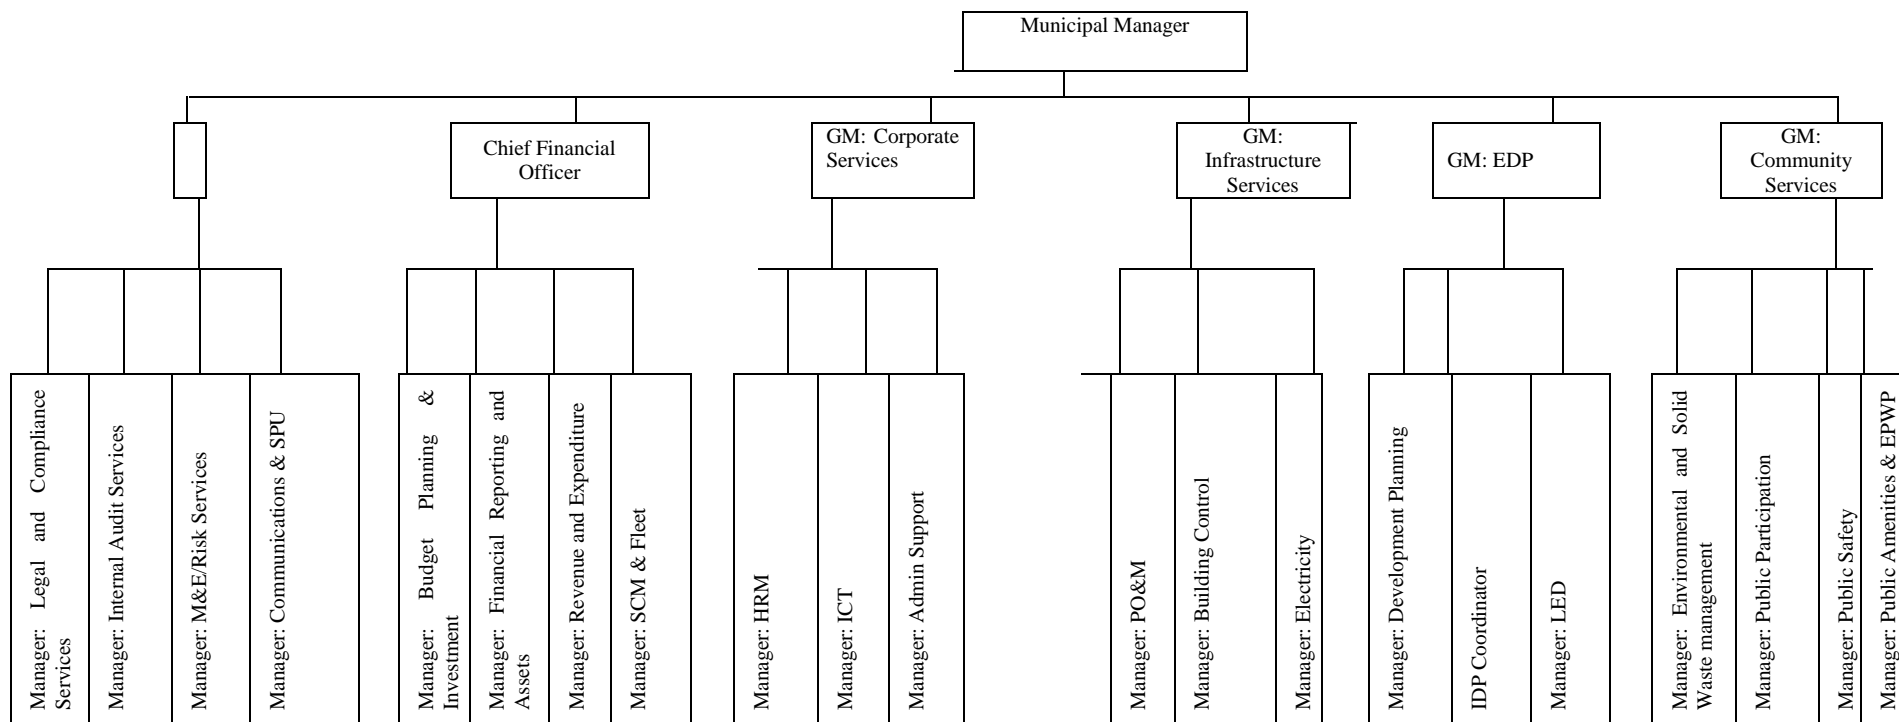 Municipal Manager
Chief Financial
Officer
GM: Corporate
Services
GM:
Infrastructure
Services
GM: EDP
GM:
Community
Services
Manager: Legal and Compliance
Services
Manager: Internal Audit Services
Manager: M&E/Risk Services
Manager: Communications & SPU
Manager: Budget Planning &
Investment
Manager: Financial Reporting and
Assets
Manager: Revenue and Expenditure
Manager: SCM & Fleet
Manager: HRM
Manager: ICT
Manager: Admin Support
Manager: PO&M
Manager: Building Control
Manager: Electricity
Manager: Development Planning
IDP Coordinator
Manager: LED
Manager: Environmental and Solid
Waste management
Manager: Public Participation
Manager: Public Safety
Manager: Public Amenities & EPWP